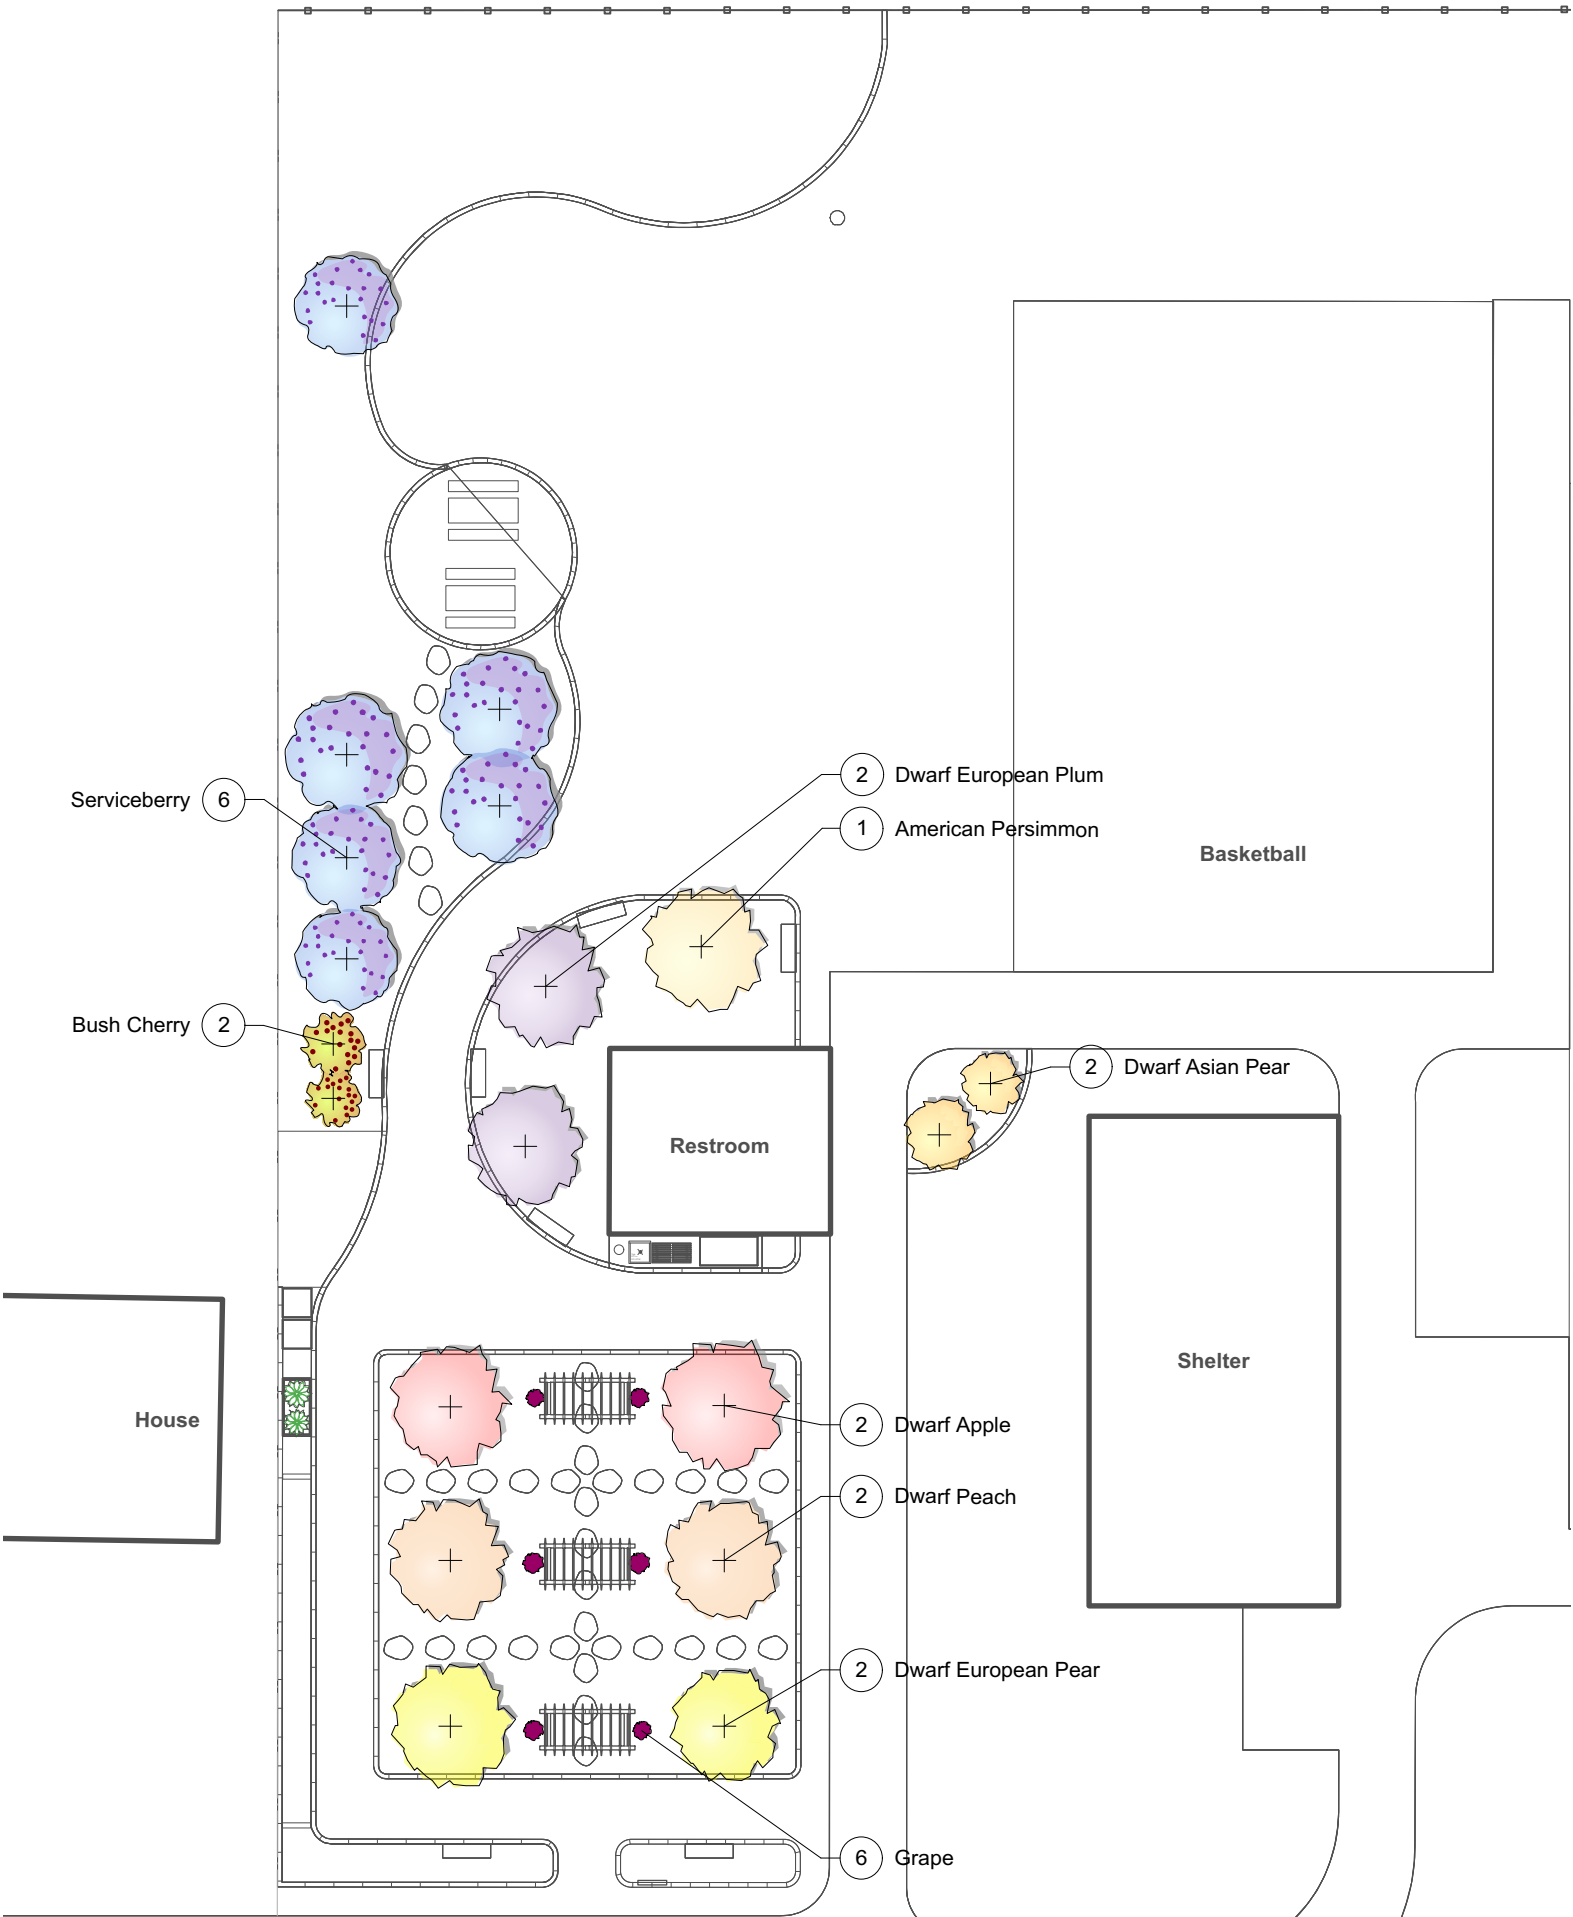 2 Dwarf European Plum
Serviceberry 6
1 American Persimmon
Basketball
Bush Cherry 2
2 Dwarf Asian Pear
Restroom
Shelter
House
2 Dwarf Apple
2 Dwarf Peach
2 Dwarf European Pear
6 Grape